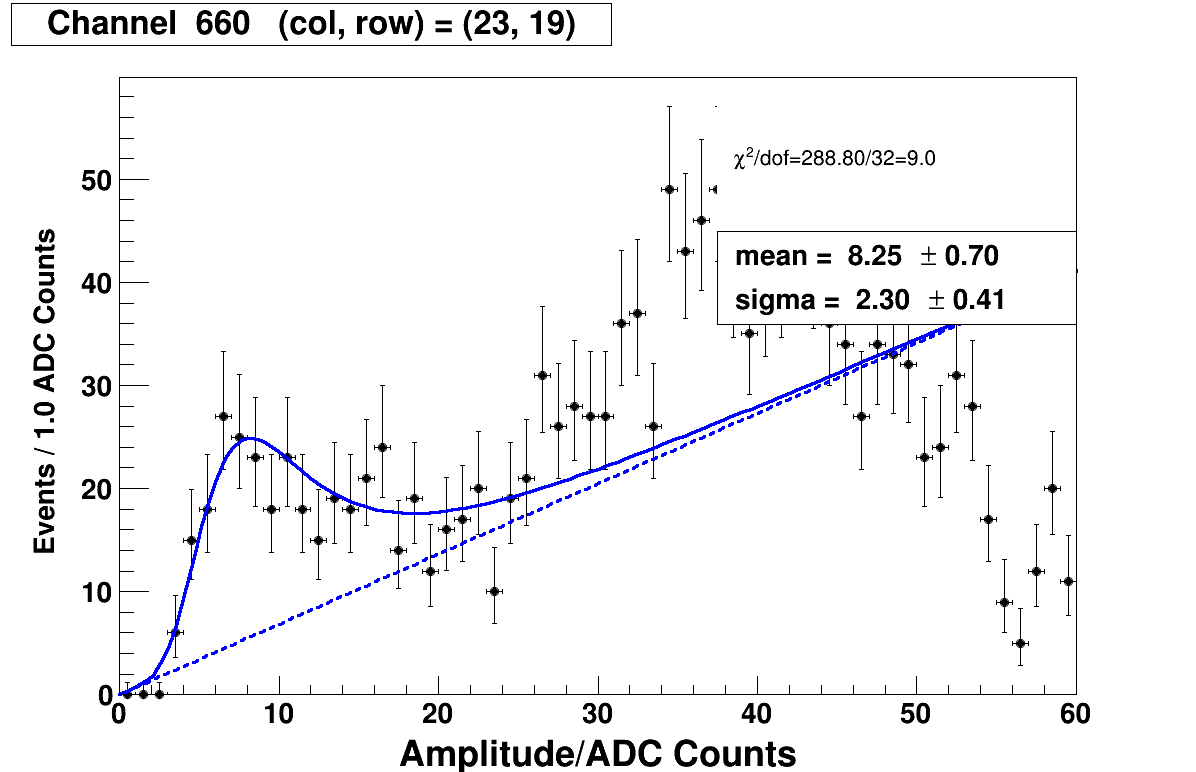 Channel 660 (col, row) = (23, 19)
χ²/dof=288.80/32=9.0
mean = 8.25 ± 0.70
sigma = 2.30 ± 0.41
Events / 1.0 ADC Counts
50
40
30
20
10
0
0 10 20 30 40 50 60
Amplitude/ADC Counts